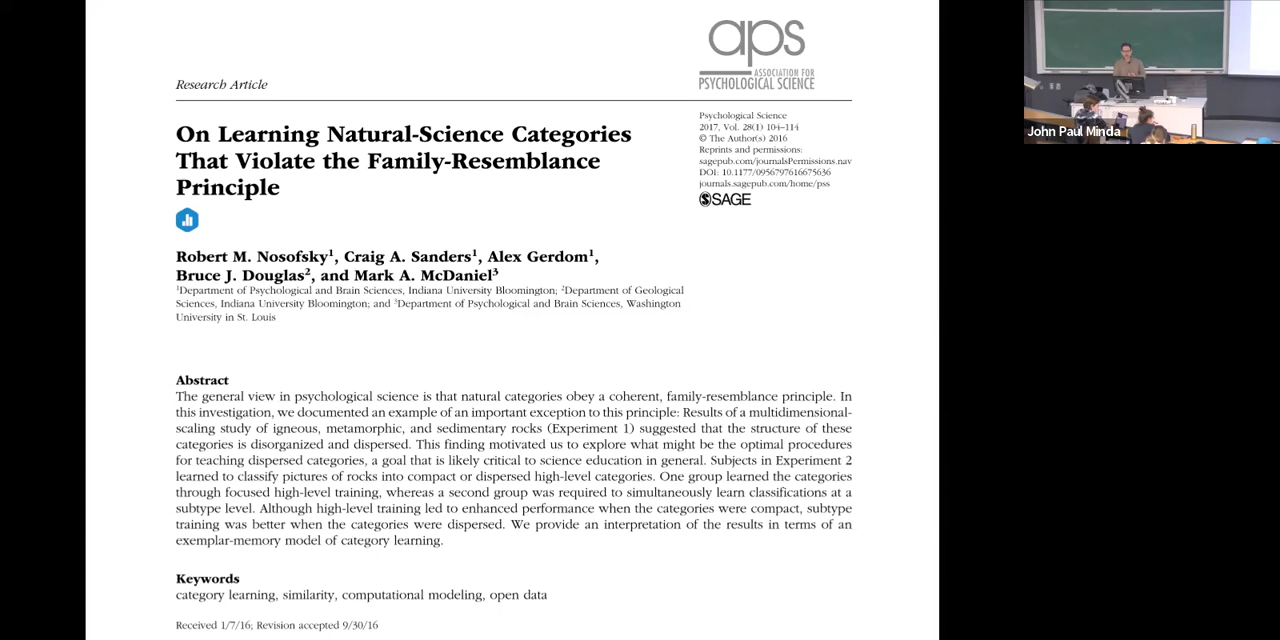 aps
ASSOCIATION FOR
PSYCHOLOGICAL SCIENCE
Research Article
On Learning Natural-Science Categories
That Violate the Family-Resemblance
Principle
Psychological Science
2017, Vol. 28(1) 104–114
© The Author(s) 2016
Reprints and permissions:
sagepub.com/journalsPermissions.nav
DOI: 10.1177/0956797616675636
journals.sagepub.com/home/pss
SAGE
Robert M. Nosofsky1, Craig A. Sanders1, Alex Gerdom1,
Bruce J. Douglas2, and Mark A. McDaniel3
1Department of Psychological and Brain Sciences, Indiana University Bloomington; 2Department of Geological
Sciences, Indiana University Bloomington; and 3Department of Psychological and Brain Sciences, Washington
University in St. Louis
Abstract
The general view in psychological science is that natural categories obey a coherent, family-resemblance principle. In
this investigation, we documented an example of an important exception to this principle: Results of a multidimensional-
scaling study of igneous, metamorphic, and sedimentary rocks (Experiment 1) suggested that the structure of these
categories is disorganized and dispersed. This finding motivated us to explore what might be the optimal procedures
for teaching dispersed categories, a goal that is likely critical to science education in general. Subjects in Experiment 2
learned to classify pictures of rocks into compact or dispersed high-level categories. One group learned the categories
through focused high-level training, whereas a second group was required to simultaneously learn classifications at a
subtype level. Although high-level training led to enhanced performance when the categories were compact, subtype
training was better when the categories were dispersed. We provide an interpretation of the results in terms of an
exemplar-memory model of category learning.
Keywords
category learning, similarity, computational modeling, open data
Received 1/7/16; Revision accepted 9/30/16
John Paul Minda